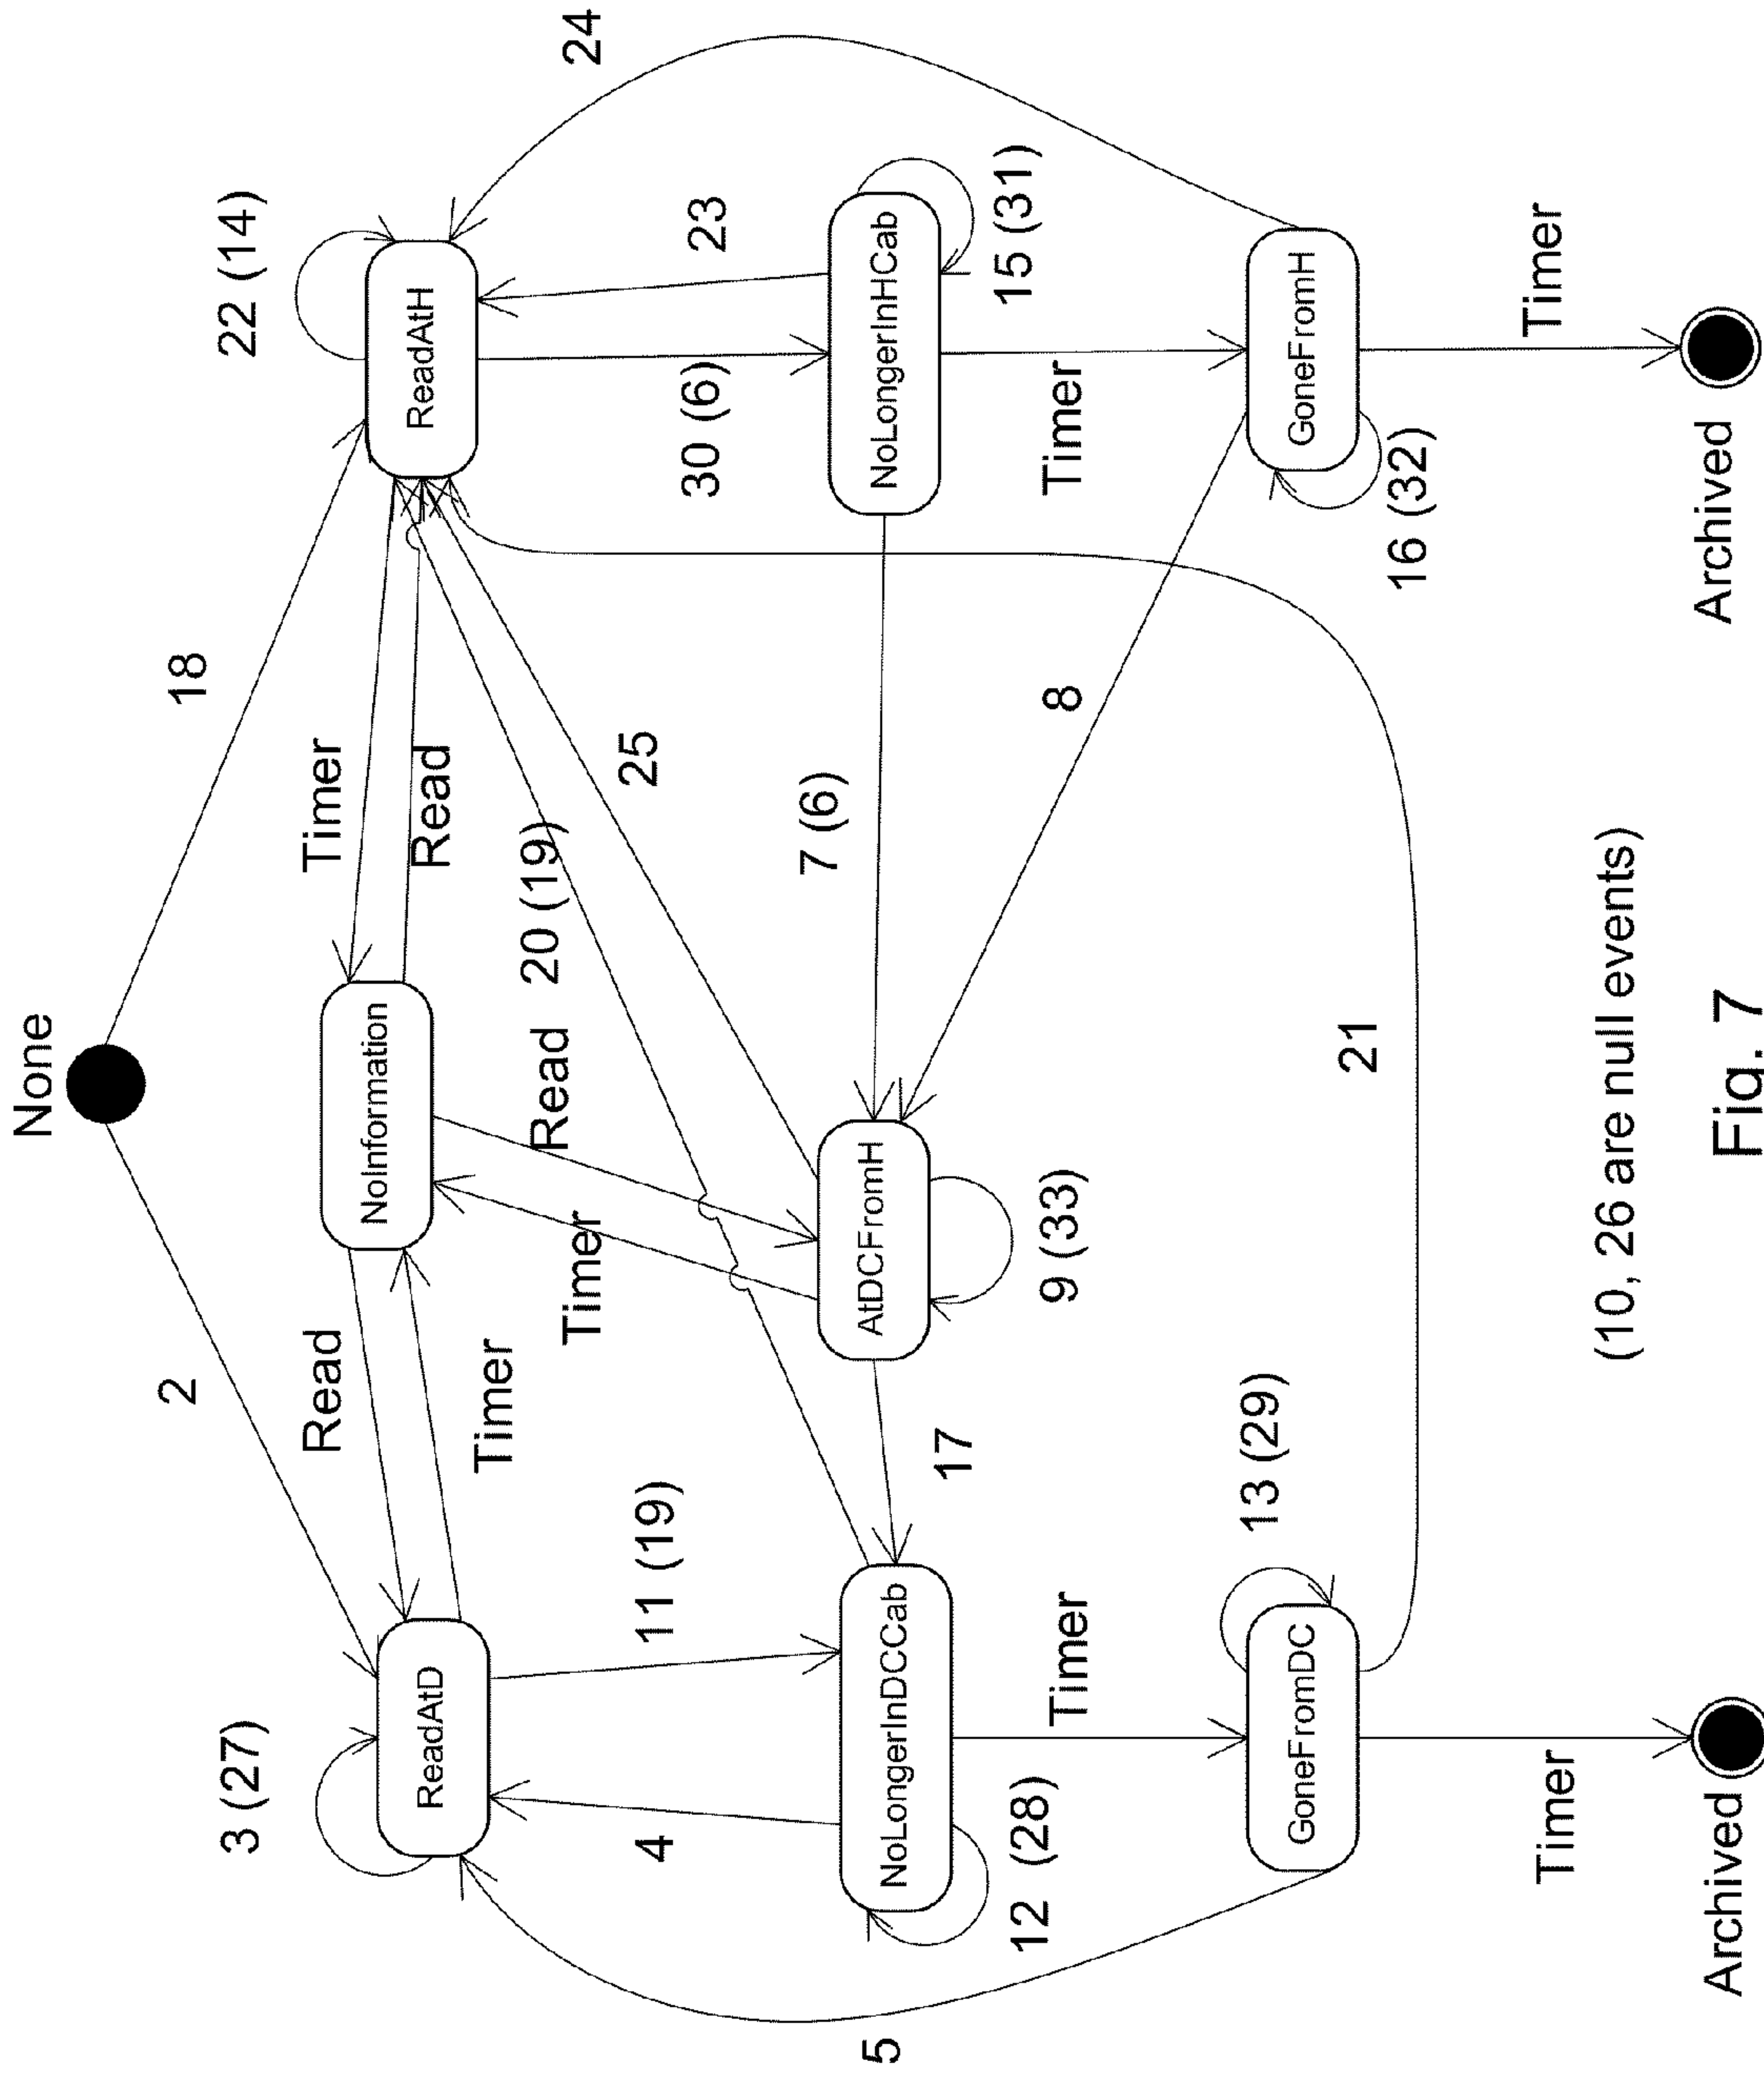 None
2
18
3 (27)
22 (14)
24
Read
Timer
ReadAtD
NoInformation
ReadAtH
Timer
Read
4
11 (19)
Read
20 (19)
25
30 (6)
23
Timer
5
NoLongerInDCCab
AtDCFromH
7 (6)
NoLongerInHCab
17
12 (28)
9 (33)
8
15 (31)
Timer
Timer
13 (29)
GoneFromDC
GoneFromH
21
16 (32)
Timer
Timer
(10, 26 are null events)
Archived
Archived
Fig. 7